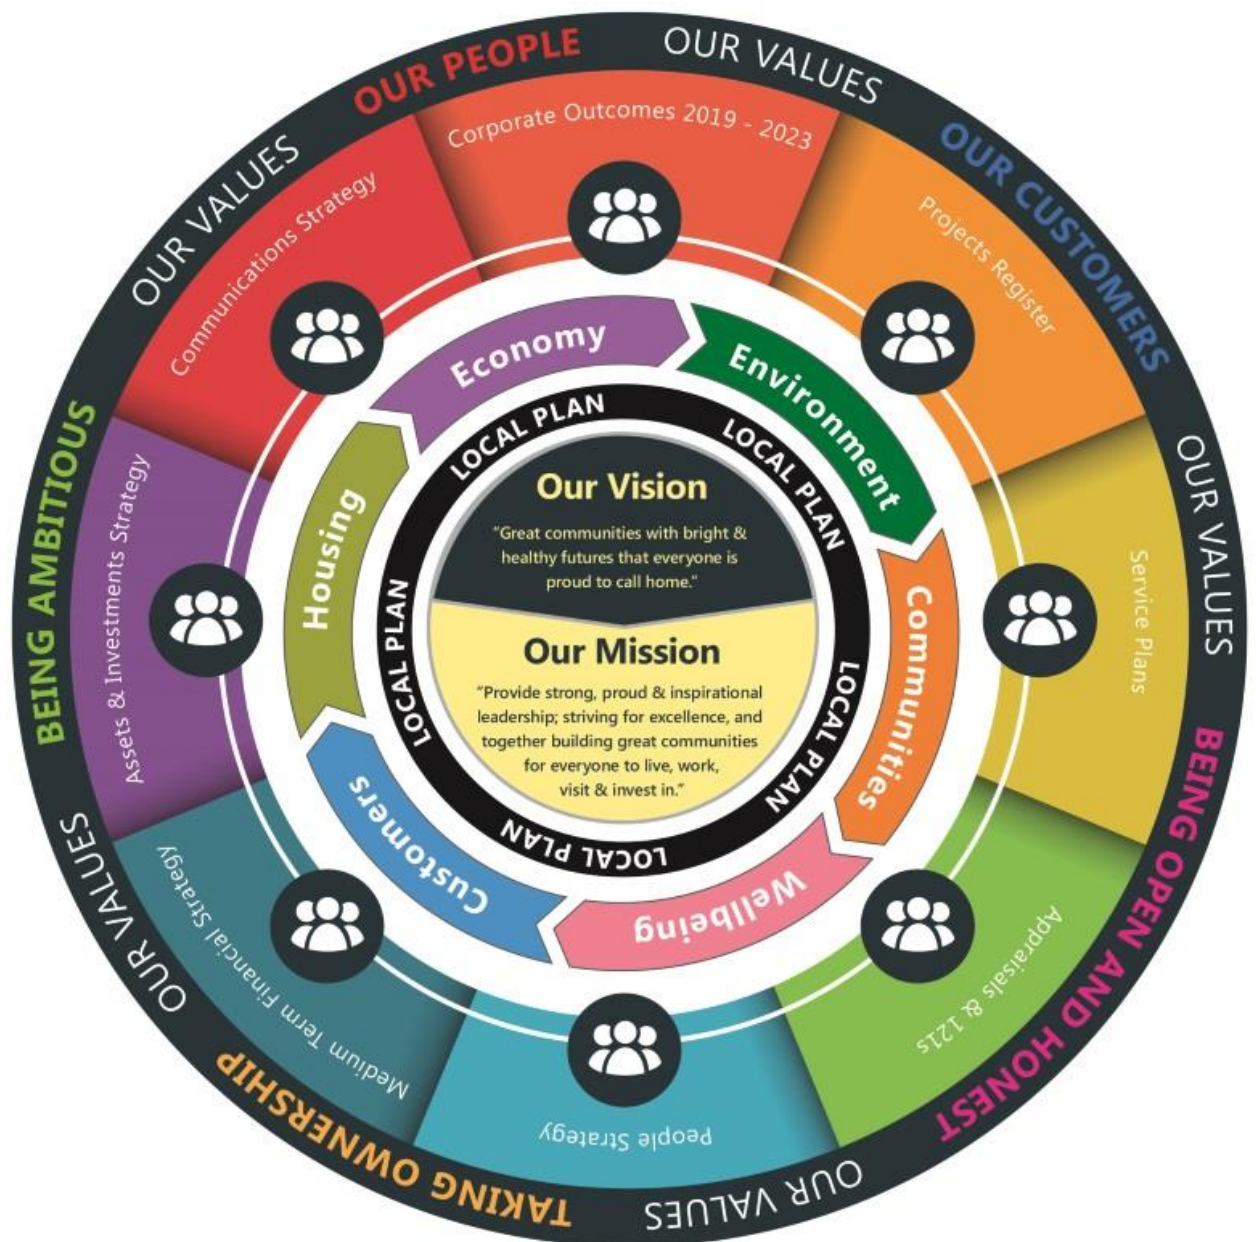 OUR PEOPLE
OUR VALUES
OUR CUSTOMERS
OUR VALUES
BEING OPEN AND HONEST
OUR VALUES
TAKING OWNERSHIP
OUR VALUES
BEING AMBITIOUS
OUR VALUES
Corporate Outcomes 2019 - 2023
Projects Register
Service Plans
Appraisals & 121s
People Strategy
Medium Term Financial Strategy
Assets & Investments Strategy
Communications Strategy
Economy
Environment
Communities
Wellbeing
Customers
Housing
LOCAL PLAN
LOCAL PLAN
LOCAL PLAN
LOCAL PLAN
LOCAL PLAN
Our Vision
"Great communities with bright &
healthy futures that everyone is
proud to call home."
Our Mission
"Provide strong, proud & inspirational
leadership; striving for excellence, and
together building great communities
for everyone to live, work,
visit & invest in."